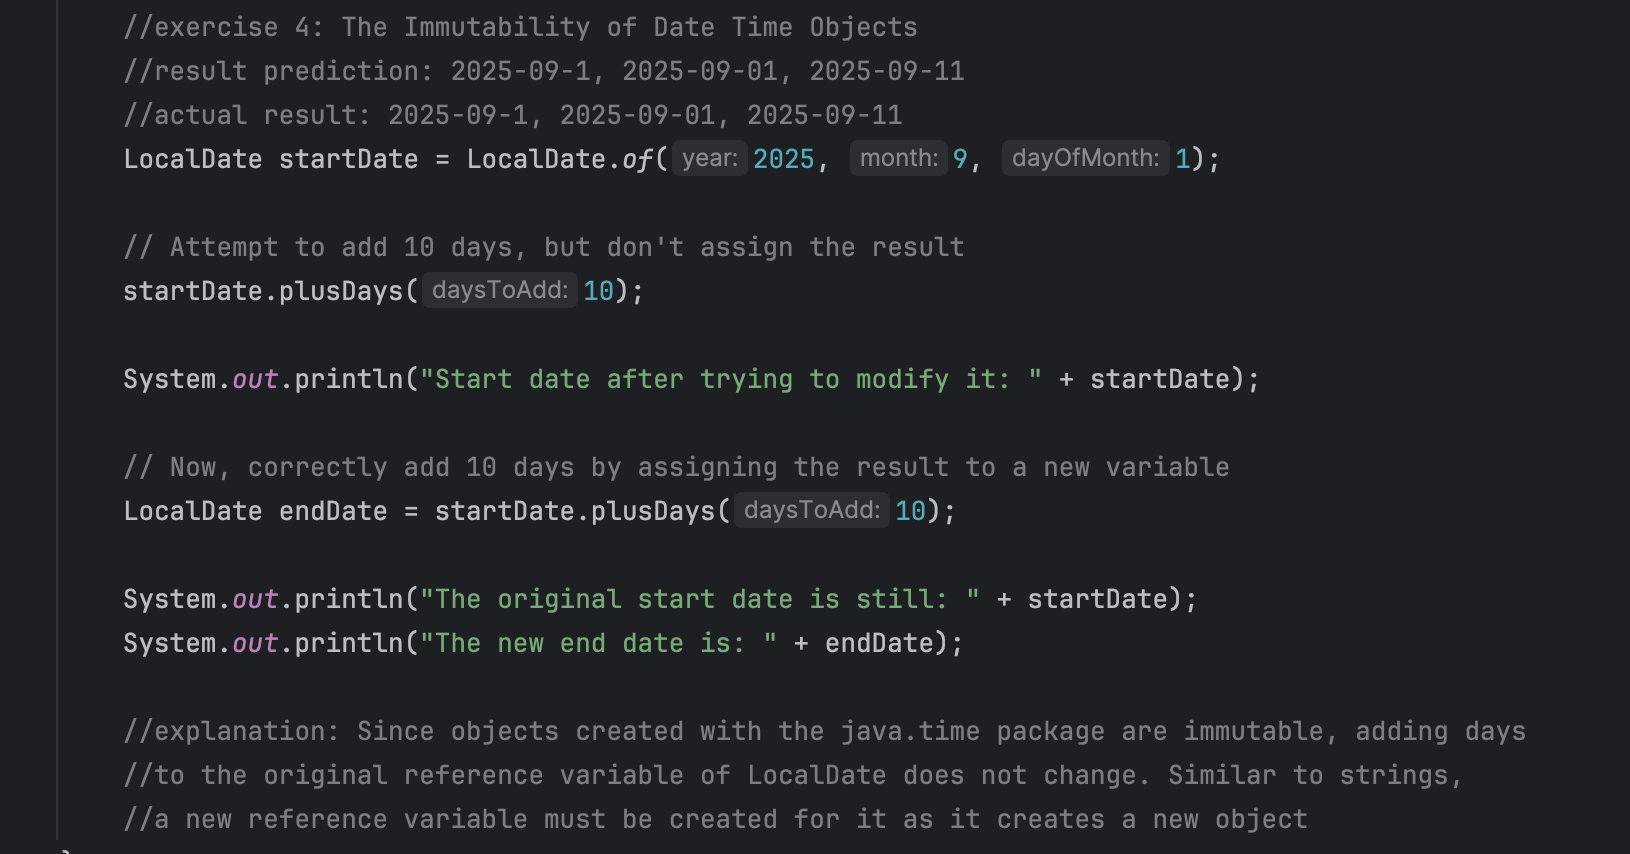 //exercise 4: The Immutability of Date Time Objects
//result prediction: 2025-09-1, 2025-09-01, 2025-09-11
//actual result: 2025-09-1, 2025-09-01, 2025-09-11
LocalDate startDate = LocalDate.of( year: 2025, month: 9, dayOfMonth: 1);
// Attempt to add 10 days, but don't assign the result
startDate.plusDays( daysToAdd: 10);
System.out.println("Start date after trying to modify it: " + startDate);
// Now, correctly add 10 days by assigning the result to a new variable
LocalDate endDate = startDate.plusDays( daysToAdd: 10);
System.out.println("The original start date is still: " + startDate);
System.out.println("The new end date is: " + endDate);
//explanation: Since objects created with the java.time package are immutable, adding days
//to the original reference variable of LocalDate does not change. Similar to strings,
//a new reference variable must be created for it as it creates a new object